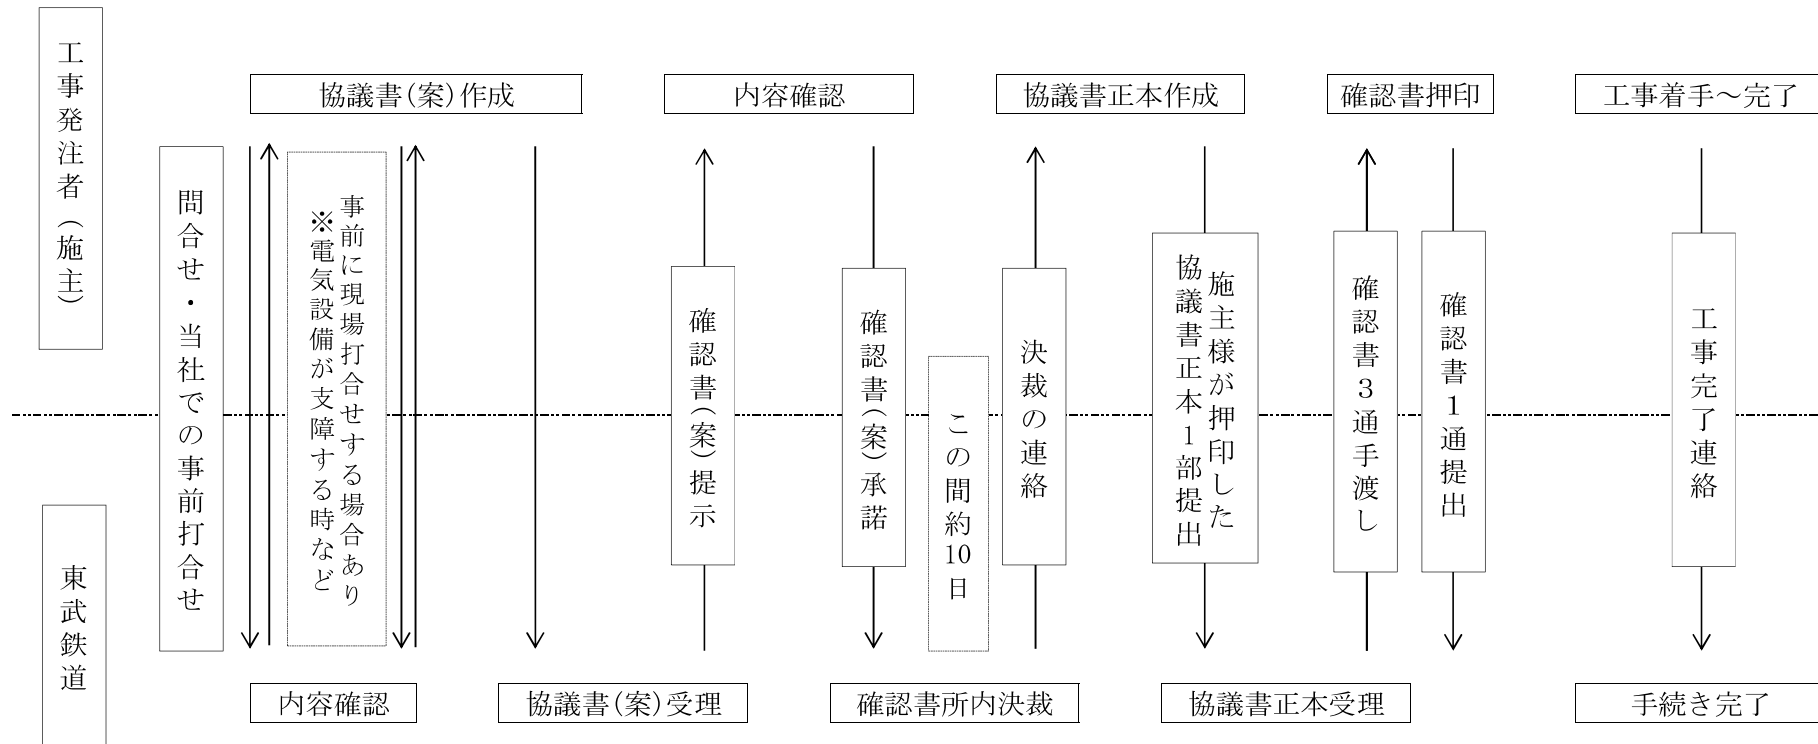 工事発注者（施主）
協議書（案）作成
内容確認
協議書正本作成
確認書押印
工事着手～完了
問合せ・当社での事前打合せ
事前に現場打合せする場合あり
※電気設備が支障する時など
確認書（案）提示
確認書（案）承諾
この間約10日
決裁の連絡
施主様が押印した
協議書正本１部提出
確認書３通手渡し
確認書１通提出
工事完了連絡
東武鉄道
内容確認
協議書（案）受理
確認書所内決裁
協議書正本受理
手続き完了